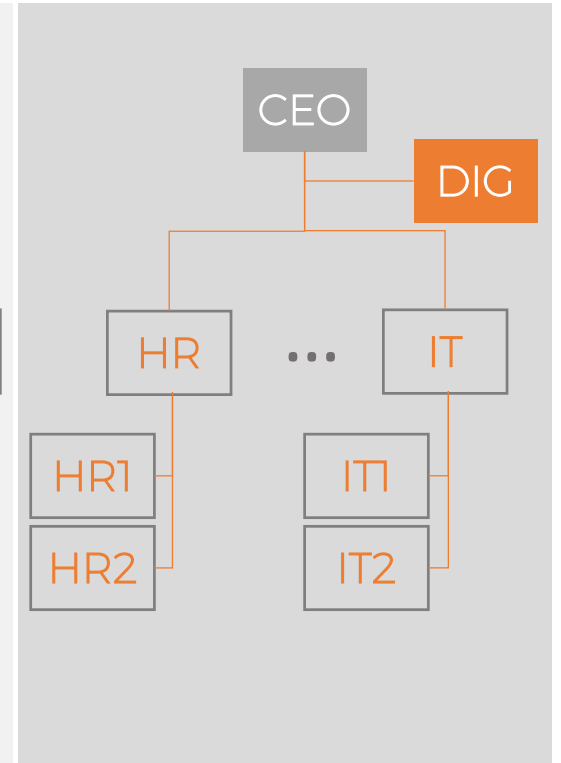 CEO
DIG
HR
...
IT
HR1
IT1
HR2
IT2